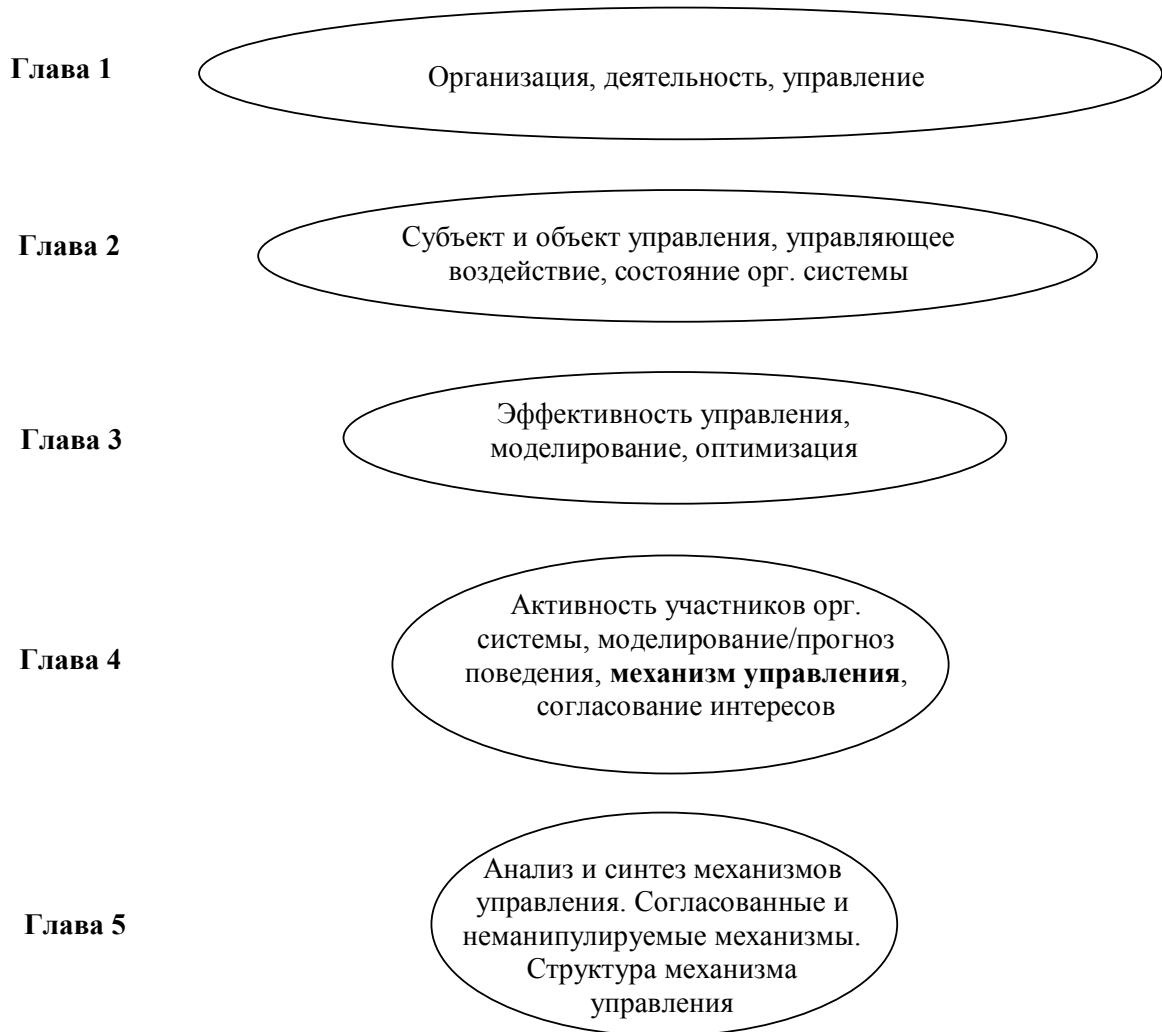 Глава 1
Организация, деятельность, управление
Глава 2
Субъект и объект управления, управляющее
воздействие, состояние орг. системы
Глава 3
Эффективность управления,
моделирование, оптимизация
Глава 4
Активность участников орг.
системы, моделирование/прогноз
поведения, механизм управления,
согласование интересов
Глава 5
Анализ и синтез механизмов
управления. Согласованные и
неманипулируемые механизмы.
Структура механизма
управления